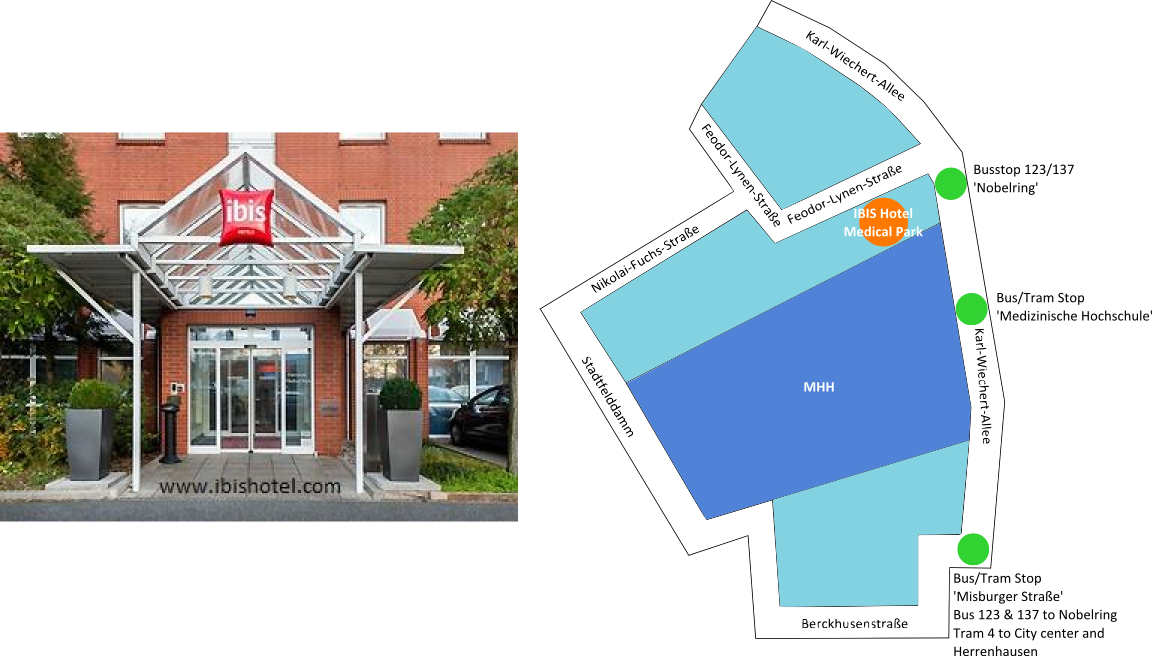 ibis
HOTELS
www.ibishotel.com
Karl-Wiechert-Allee
Feodor-Lynen-Straße
Feodor-Lynen-Straße
Busstop 123/137
'Nobelring'
IBIS Hotel
Medical Park
Nikolai-Fuchs-Straße
Bus/Tram Stop
'Medizinische Hochschule'
Karl-Wiechert-Allee
Stadtfelddamm
MHH
Bus/Tram Stop
'Misburger Straße'
Bus 123 & 137 to Nobelring
Tram 4 to City center and
Herrenhausen
Berckhusenstraße